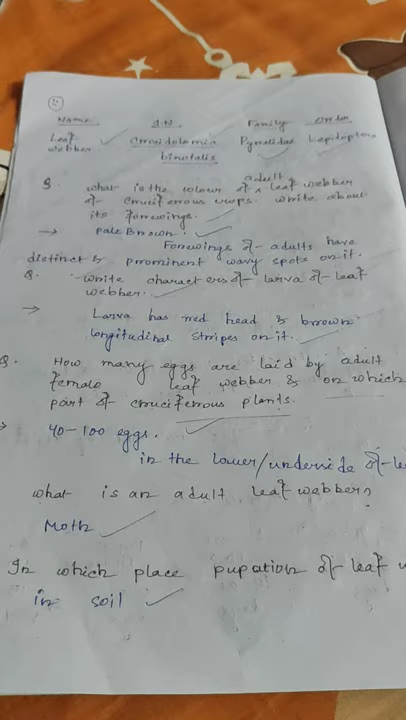 Name S.N. Family Order
Leaf webber Crocidolomia binotalis Pyralidae Lepidoptera
Q. what is the colour of adult leaf webber
of cruciferous crops. write about
its forewings.
→ Pale Brown.
Forewings of adults have
distinct & prominent wavy spots on it.
Q. write characters of larva of leaf
webber.
→ Larva has red head & brown
longitudinal stripes on it.
Q. How many eggs are laid by adult
female leaf webber & on which
part of cruciferous plants.
→ 40-100 eggs.
in the lower/underside of
what is an adult leaf webber?
Moth
In which place pupation of leaf
in soil